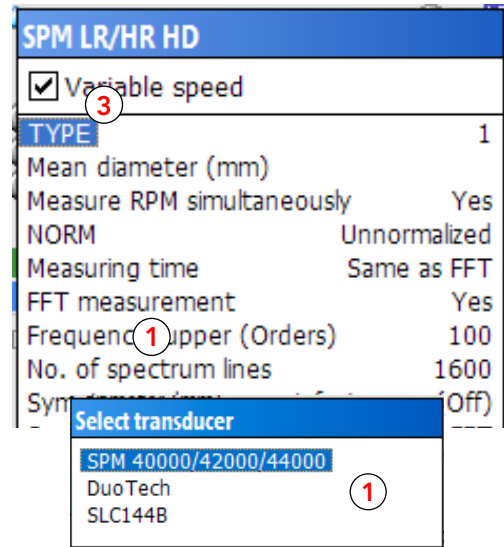 SPM LR/HR HD
Variable speed
3
TYPE 1
Mean diameter (mm)
Measure RPM simultaneously Yes
NORM Unnormalized
Measuring time Same as FFT
FFT measurement Yes
Frequency upper (Orders) 100
1
No. of spectrum lines 1600
Sym (Off)
Select transducer
SPM 40000/42000/44000
DuoTech
1
SLC144B